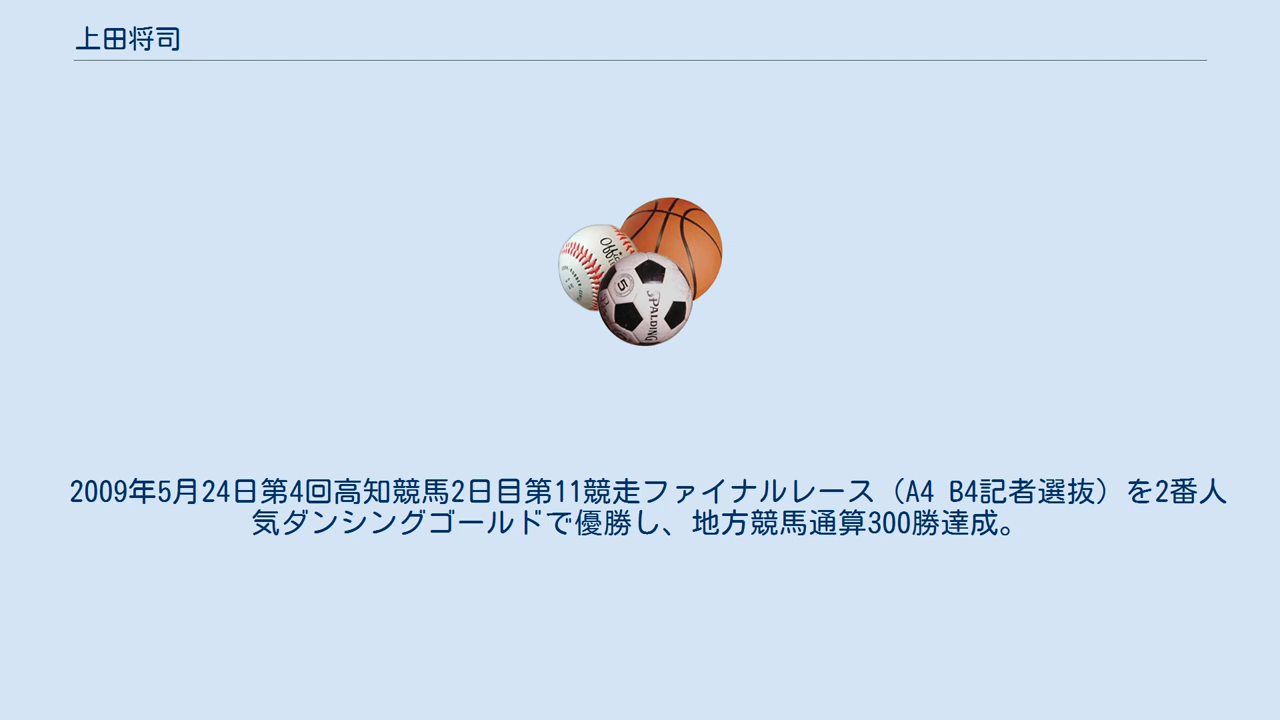 上田将司
Offic
5
SPALDING
2009年5月24日第4回高知競馬2日目第11競走ファイナルレース（A4 B4記者選抜）を2番人
気ダンシングゴールドで優勝し、地方競馬通算300勝達成。